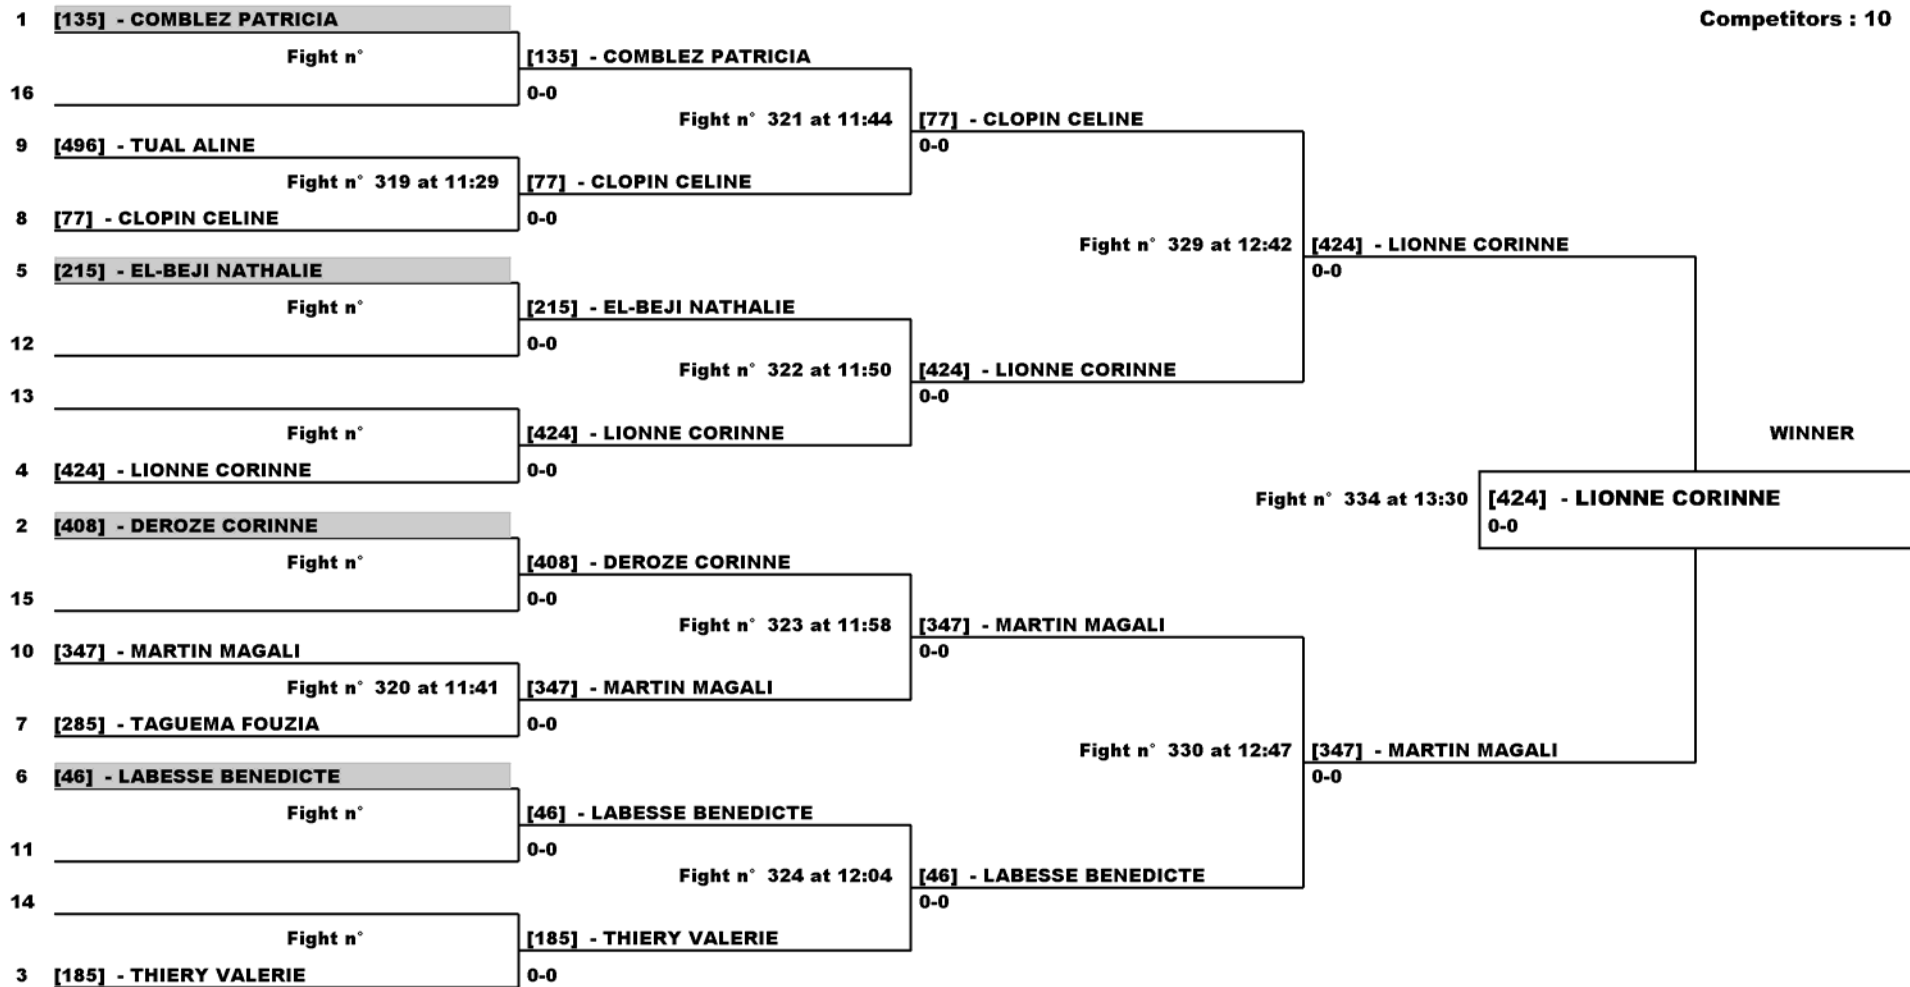 1 [135] - COMBLEZ PATRICIA
Competitors : 10
Fight n°
[135] - COMBLEZ PATRICIA
16
0-0
Fight n° 321 at 11:44
[77] - CLOPIN CELINE
0-0
9 [496] - TUAL ALINE
Fight n° 319 at 11:29
[77] - CLOPIN CELINE
8 [77] - CLOPIN CELINE
0-0
Fight n° 329 at 12:42
[424] - LIONNE CORINNE
0-0
5 [215] - EL-BEJI NATHALIE
Fight n°
[215] - EL-BEJI NATHALIE
12
0-0
Fight n° 322 at 11:50
[424] - LIONNE CORINNE
0-0
13
Fight n°
[424] - LIONNE CORINNE
4 [424] - LIONNE CORINNE
0-0
WINNER
Fight n° 334 at 13:30
[424] - LIONNE CORINNE
0-0
2 [408] - DEROZE CORINNE
Fight n°
[408] - DEROZE CORINNE
15
0-0
Fight n° 323 at 11:58
[347] - MARTIN MAGALI
0-0
10 [347] - MARTIN MAGALI
Fight n° 320 at 11:41
[347] - MARTIN MAGALI
7 [285] - TAGUEMA FOUZIA
0-0
Fight n° 330 at 12:47
[347] - MARTIN MAGALI
0-0
6 [46] - LABESSE BENEDICTE
Fight n°
[46] - LABESSE BENEDICTE
11
0-0
Fight n° 324 at 12:04
[46] - LABESSE BENEDICTE
0-0
14
Fight n°
[185] - THIERY VALERIE
3 [185] - THIERY VALERIE
0-0